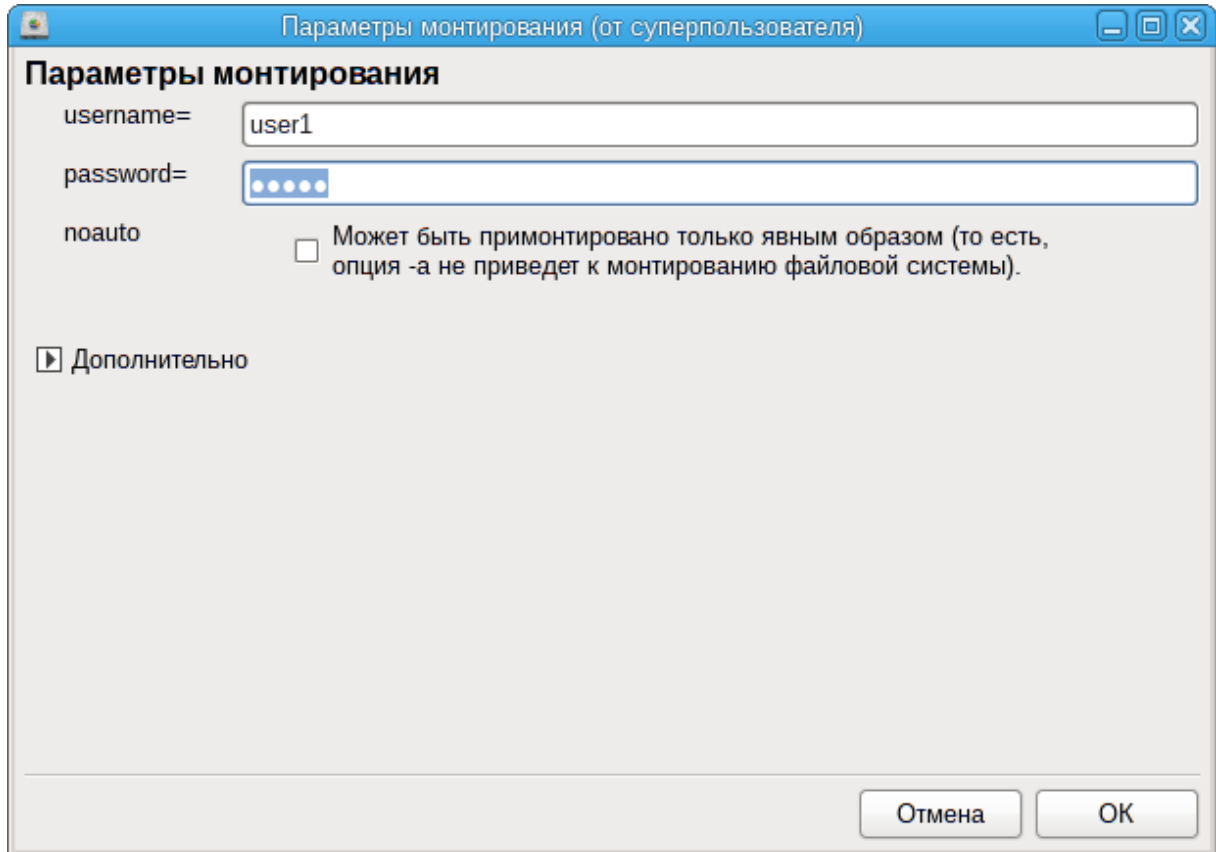 Параметры монтирования (от суперпользователя)
Параметры монтирования
username=
user1
password=
•••••
noauto
Может быть примонтировано только явным образом (то есть,
опция -а не приведет к монтированию файловой системы).
Дополнительно
Отмена
ОК